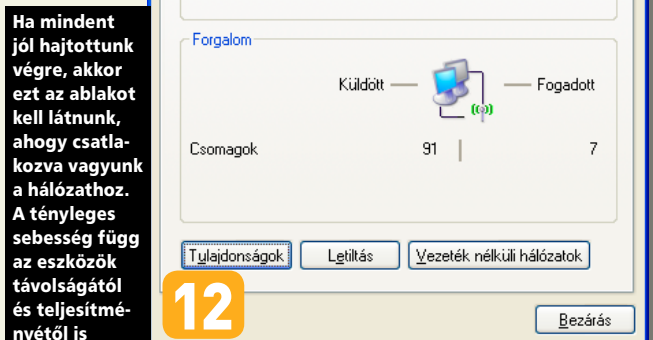 Ha mindent
jól hajtottunk
végre, akkor
ezt az ablakot
kell látnunk,
ahogy csatla-
kozva vagyunk
a hálózathoz.
A tényleges
sebesség függ
az eszközök
távolságától
és teljesítmé-
nyétől is
Forgalom
Küldött — — Fogadott
Csomagok 91 | 7
Tulajdonságok Letiltás Vezeték nélküli hálózatok
12
Bezárás